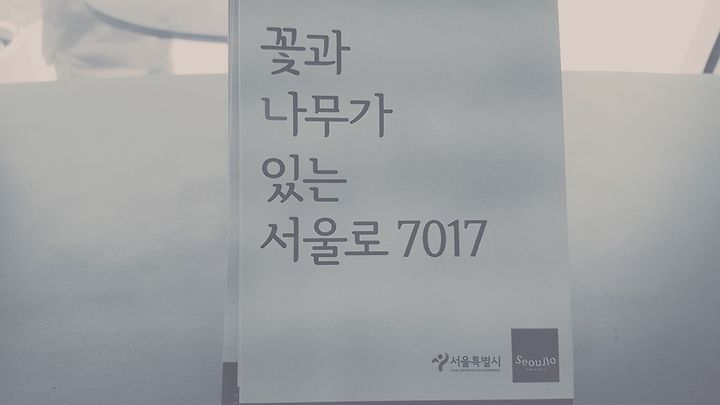 꽃과
나무가
있는
서울로 7017
서울특별시
Seoullo